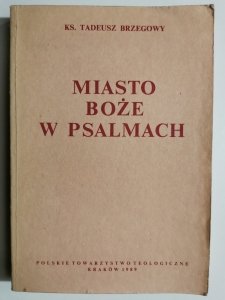 KS. TADEUSZ BRZEGOWY
MIASTO
BOŻE
W PSALMACH
POLSKIE TOWARZYSTWO TEOLOGICZNE
KRAKÓW 1989